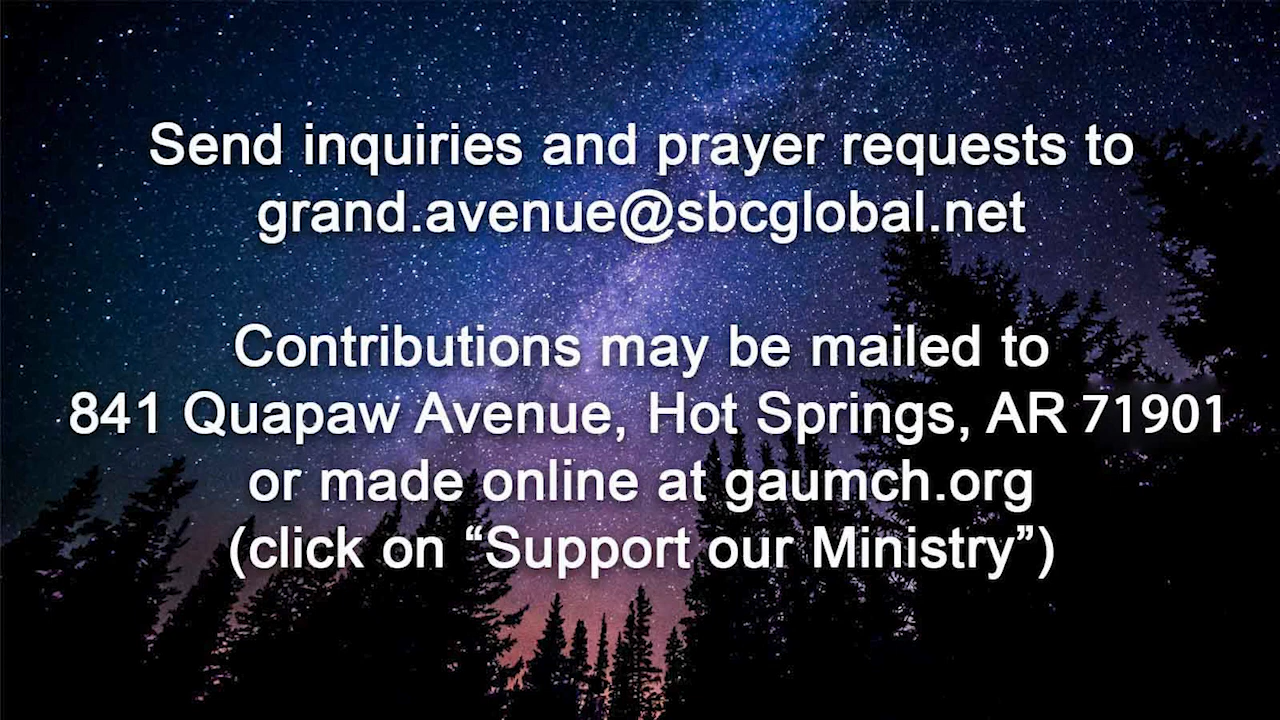 Send inquiries and prayer requests to
grand.avenue@sbcglobal.net
Contributions may be mailed to
841 Quapaw Avenue, Hot Springs, AR 71901
or made online at gaumch.org
(click on “Support our Ministry”)